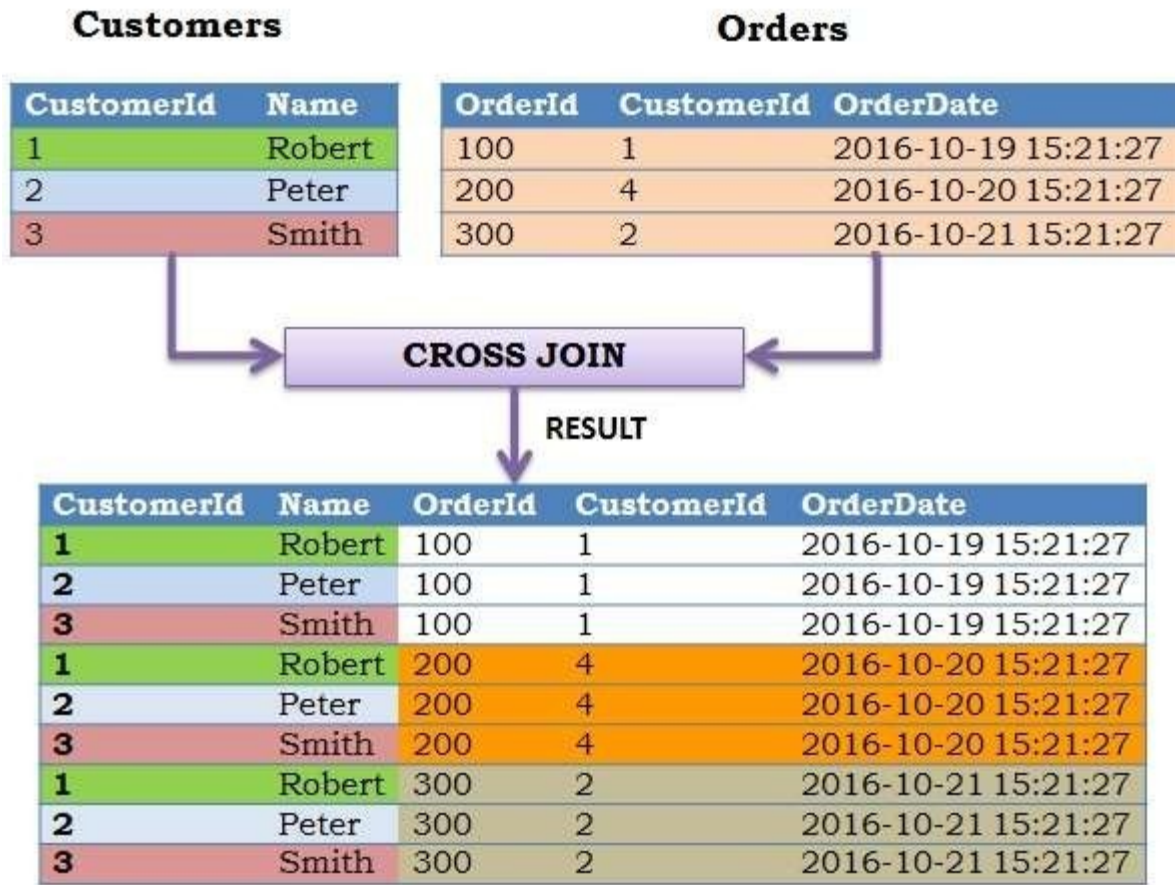 Customers
Orders
CustomerId Name
1 Robert
2 Peter
3 Smith
OrderId CustomerId OrderDate
100 1 2016-10-19 15:21:27
200 4 2016-10-20 15:21:27
300 2 2016-10-21 15:21:27
CROSS JOIN
RESULT
CustomerId Name OrderId CustomerId OrderDate
1 Robert 100 1 2016-10-19 15:21:27
2 Peter 100 1 2016-10-19 15:21:27
3 Smith 100 1 2016-10-19 15:21:27
1 Robert 200 4 2016-10-20 15:21:27
2 Peter 200 4 2016-10-20 15:21:27
3 Smith 200 4 2016-10-20 15:21:27
1 Robert 300 2 2016-10-21 15:21:27
2 Peter 300 2 2016-10-21 15:21:27
3 Smith 300 2 2016-10-21 15:21:27